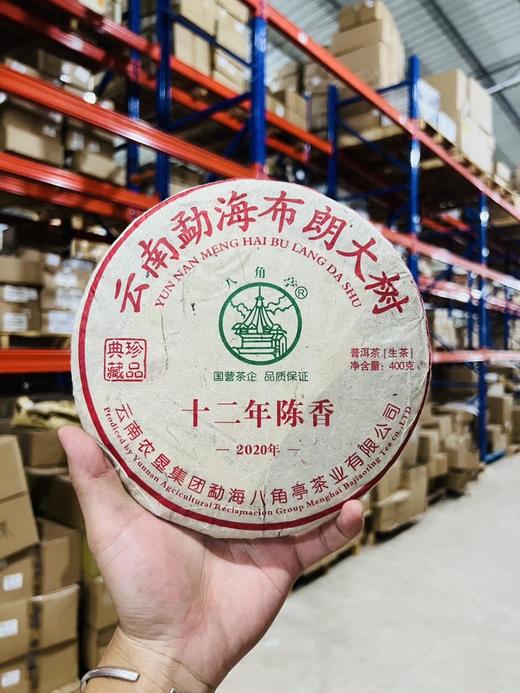 云南勐海布朗大树
YUN NAN MENG HAI BU LANG DA SHU
八角亭®
国营茶企 品质保证
典藏珍品
普洱茶 [生茶]
净含量: 400克
十二年陈香
— 2020年 —
云南农垦集团勐海八角亭茶业有限公司
Produced by Yunnan Agcicultural Reclamacion Group Menghai Bajiaoting Tea co.,Ltd